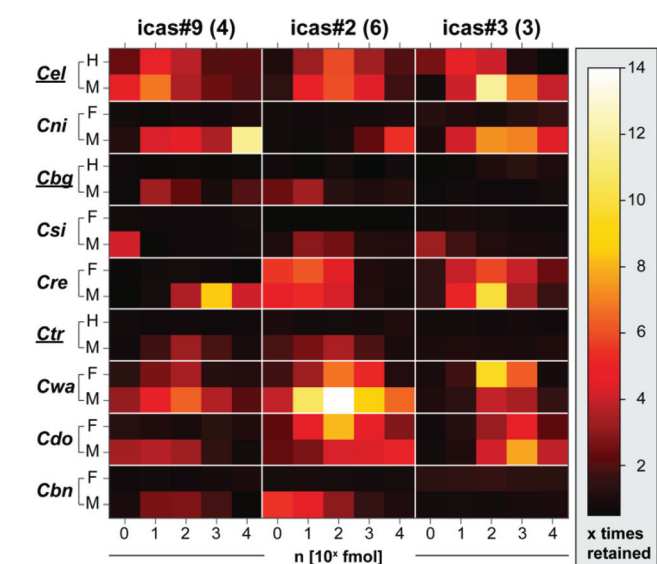 icas#9 (4) icas#2 (6) icas#3 (3)
Cel H
M
Cni F
M
Cbg H
M
Csi F
M
Cre F
M
Ctr H
M
Cwa F
M
Cdo F
M
Cbn F
M
14
12
10
8
6
4
2
x times
retained
0 1 2 3 4 0 1 2 3 4 0 1 2 3 4
n [10ˣ fmol]